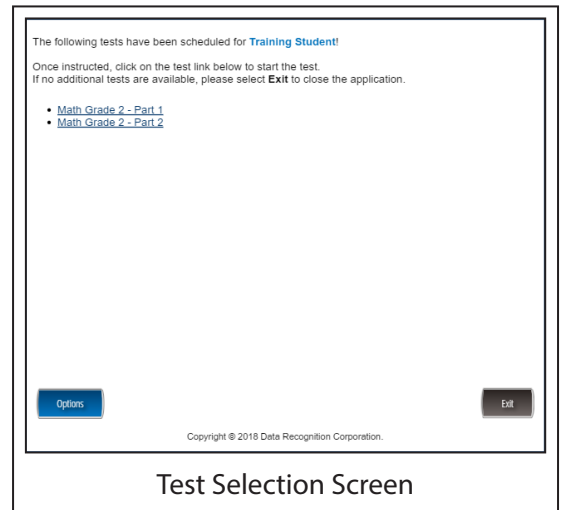 The following tests have been scheduled for Training Student!
Once instructed, click on the test link below to start the test.
If no additional tests are available, please select Exit to close the application.
• Math Grade 2 - Part 1
• Math Grade 2 - Part 2
Options
Exit
Copyright © 2018 Data Recognition Corporation.
Test Selection Screen